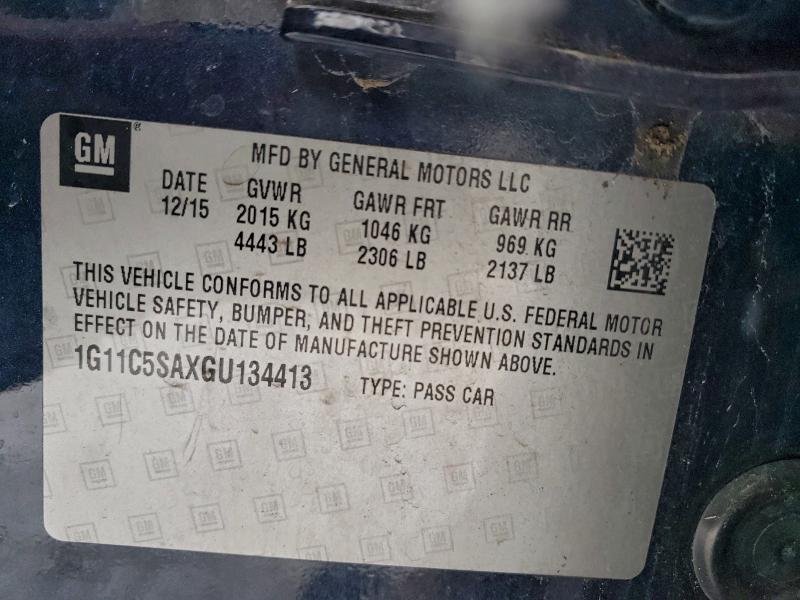 GM®
MFD BY GENERAL MOTORS LLC
DATE GVWR GAWR FRT GAWR RR
12/15 2015 KG 1046 KG 969 KG
4443 LB 2306 LB 2137 LB
THIS VEHICLE CONFORMS TO ALL APPLICABLE U.S. FEDERAL MOTOR
VEHICLE SAFETY, BUMPER, AND THEFT PREVENTION STANDARDS IN
EFFECT ON THE DATE OF MANUFACTURE SHOWN ABOVE.
1G11C5SAXGU134413 TYPE: PASS CAR